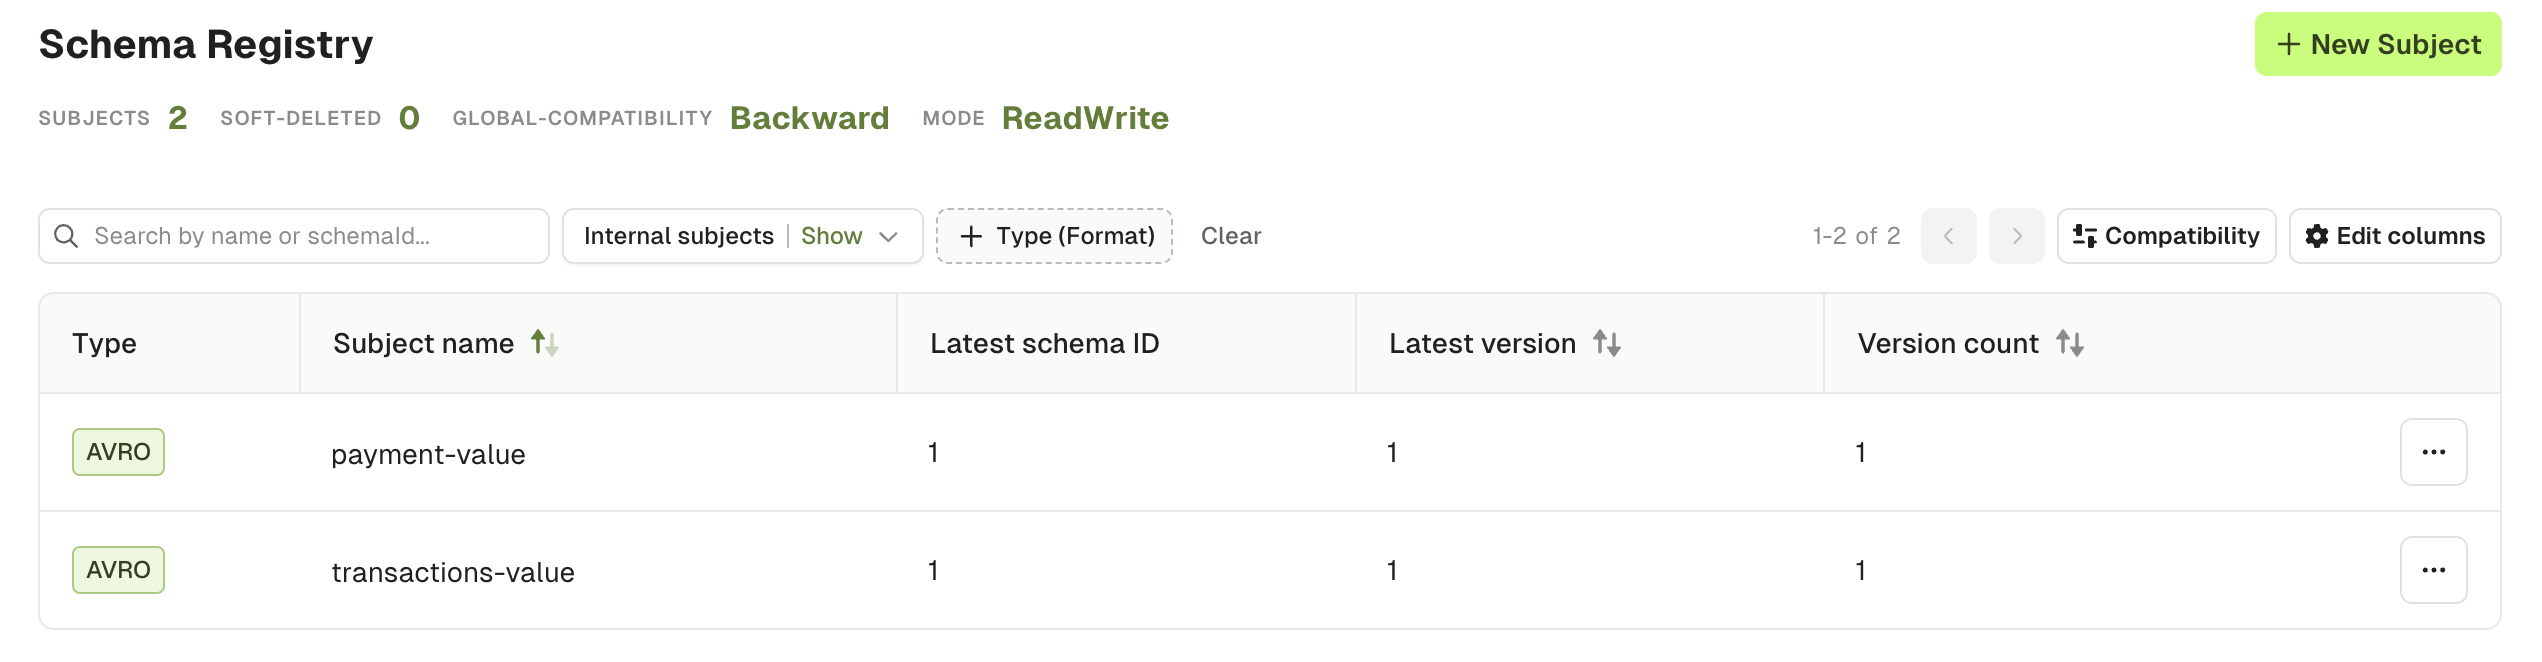 Schema Registry
+ New Subject
SUBJECTS 2 SOFT-DELETED 0 GLOBAL-COMPATIBILITY Backward MODE ReadWrite
Search by name or schemaId... Internal subjects | Show + Type (Format) Clear 1-2 of 2 Compatibility Edit columns
Type Subject name Latest schema ID Latest version Version count
AVRO payment-value 1 1 1 ...
AVRO transactions-value 1 1 1 ...